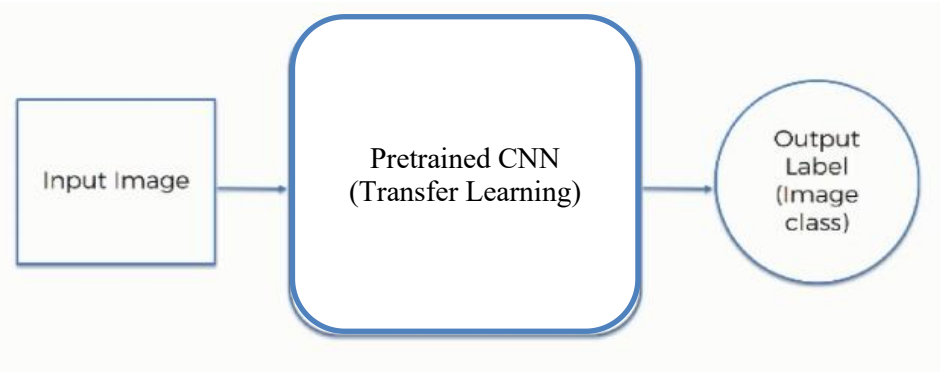 Input Image
Pretrained CNN
(Transfer Learning)
Output
Label
(Image
class)